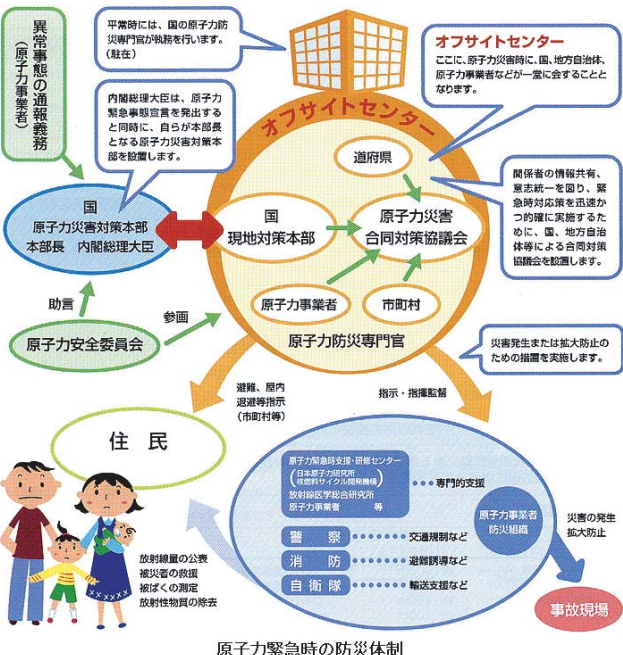 異常事態の通報義務
(原子力事業者)
平常時には、国の原子力防
災専門官が執務を行います。
(駐在)
オフサイトセンター
ここに、原子力災害時に、国、地方自治体、
原子力事業者などが一堂に会することと
なります。
内閣総理大臣は、原子力
緊急事態宣言を発出する
と同時に、自らが本部長
となる原子力災害対策本
部を設置します。
オフサイトセンター
道府県
関係者の情報共有、
意志統一を図り、緊
急時対応策を迅速か
つ的確に実施するた
めに、国、地方自治
体等による合同対策
協議会を設置します。
国
原子力災害対策本部
本部長 内閣総理大臣
国
現地対策本部
原子力災害
合同対策協議会
助言
参画
原子力事業者
市町村
原子力安全委員会
原子力防災専門官
災害発生または拡大防止の
ための措置を実施します。
避難、屋内
退避等指示
(市町村等)
指示・指揮監督
住民
原子力緊急時支援・研修センター
(日本原子力研究所
核燃料サイクル開発機構)
放射線医学総合研究所
原子力事業者 等
専門的支援
原子力事業者
防災組織
災害の発生
拡大防止
警察
交通規制など
消防
避難誘導など
自衛隊
輸送支援など
放射線量の公表
被災者の救援
被ばくの測定
放射性物質の除去
事故現場
原子力緊急時の防災体制